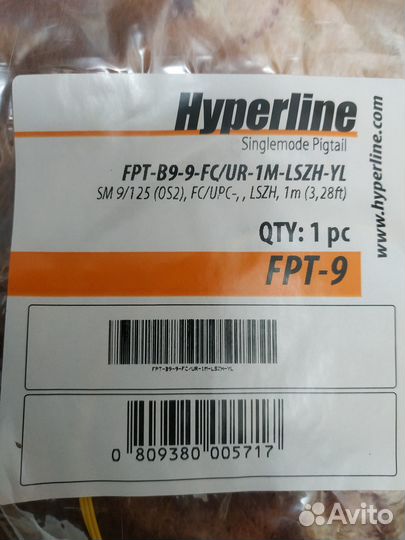 Hyperline
Singlemode Pigtail
www.hyperline.com
FPT-B9-9-FC/UR-1M-LSZH-YL
SM 9/125 (OS2), FC/UPC-, , LSZH, 1m (3,28ft)
QTY: 1 pc
FPT-9
FPT-B9-9-FC/UR-1M-LSZH-YL
0 809380 005717
Avito